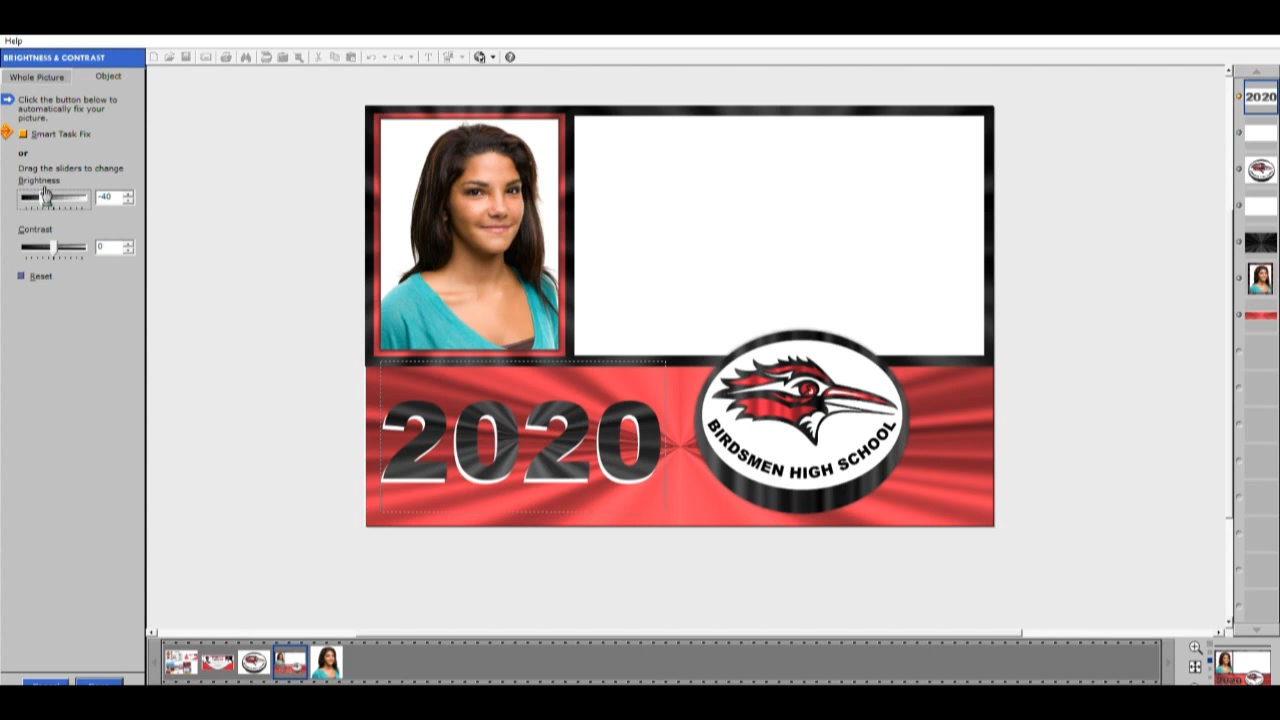 Help
BRIGHTNESS & CONTRAST
Whole Picture
Object
Click the button below to
automatically fix your
picture.
Smart Task Fix
or
Drag the sliders to change
Brightness
-40
Contrast
0
Reset
2020
BIRDSMEN HIGH SCHOOL
2020